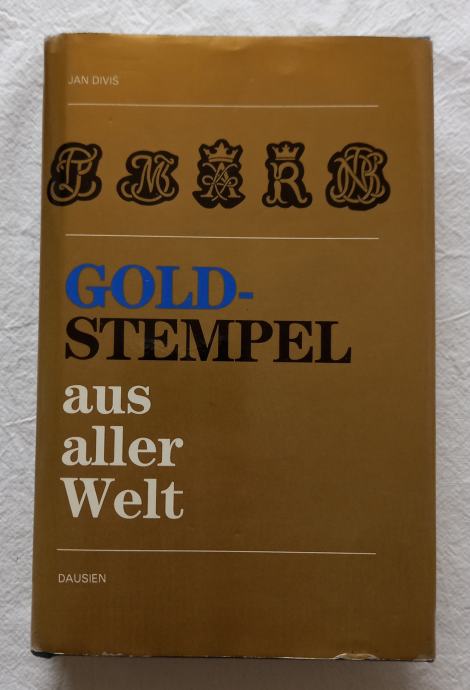 JAN DIVIŠ
GOLD-
STEMPEL
aus
aller
Welt
DAUSIEN